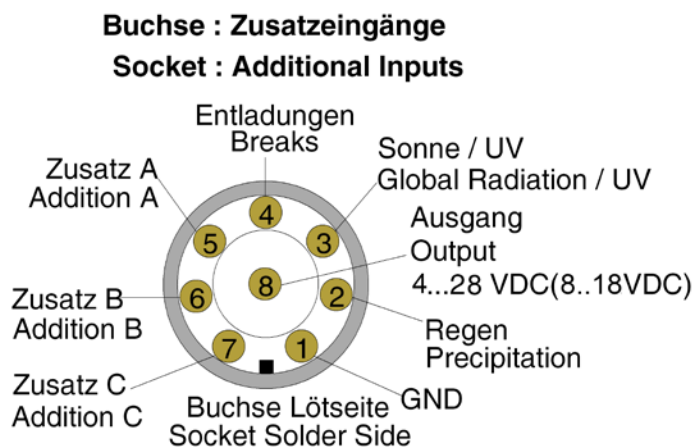 Buchse : Zusatzeingänge
Socket : Additional Inputs
Entladungen
Breaks
Sonne / UV
Global Radiation / UV
Zusatz A
Addition A
Ausgang
Output
4...28 VDC(8..18VDC)
4
5
3
8
6
2
7
1
Zusatz B
Addition B
Regen
Precipitation
Zusatz C
Addition C
GND
Buchse Lötseite
Socket Solder Side